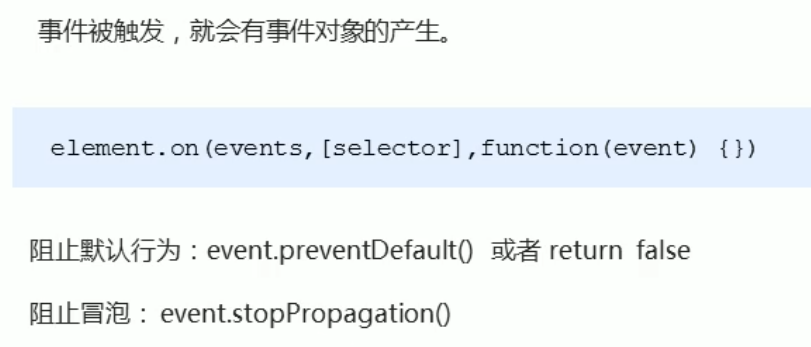 事件被触发，就会有事件对象的产生。
element.on(events,[selector],function(event) {})
阻止默认行为：event.preventDefault() 或者 return false
阻止冒泡： event.stopPropagation()